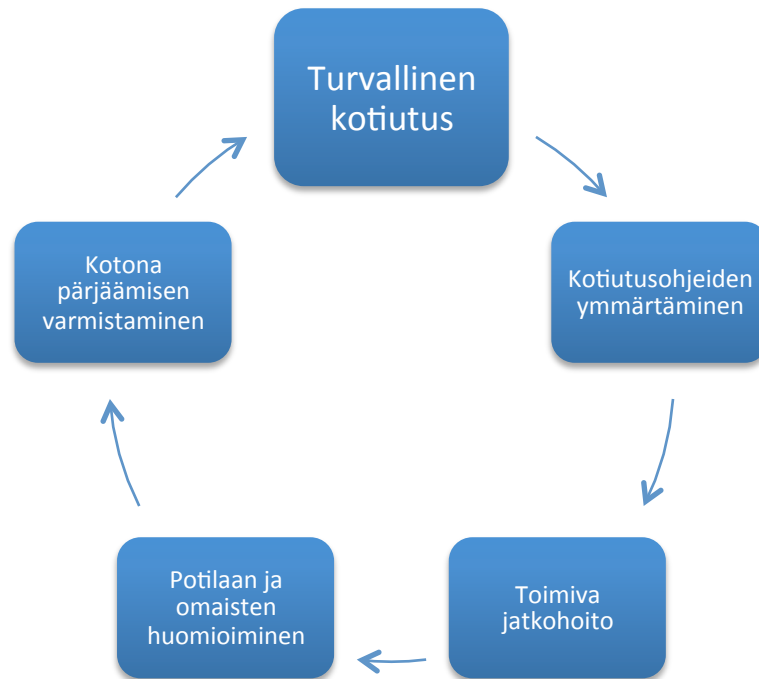 Turvallinen
kotiutus
Kotiutusohjeiden
ymmärtäminen
Toimiva
jatkohoito
Potilaan ja
omaisten
huomioiminen
Kotona
pärjäämisen
varmistaminen